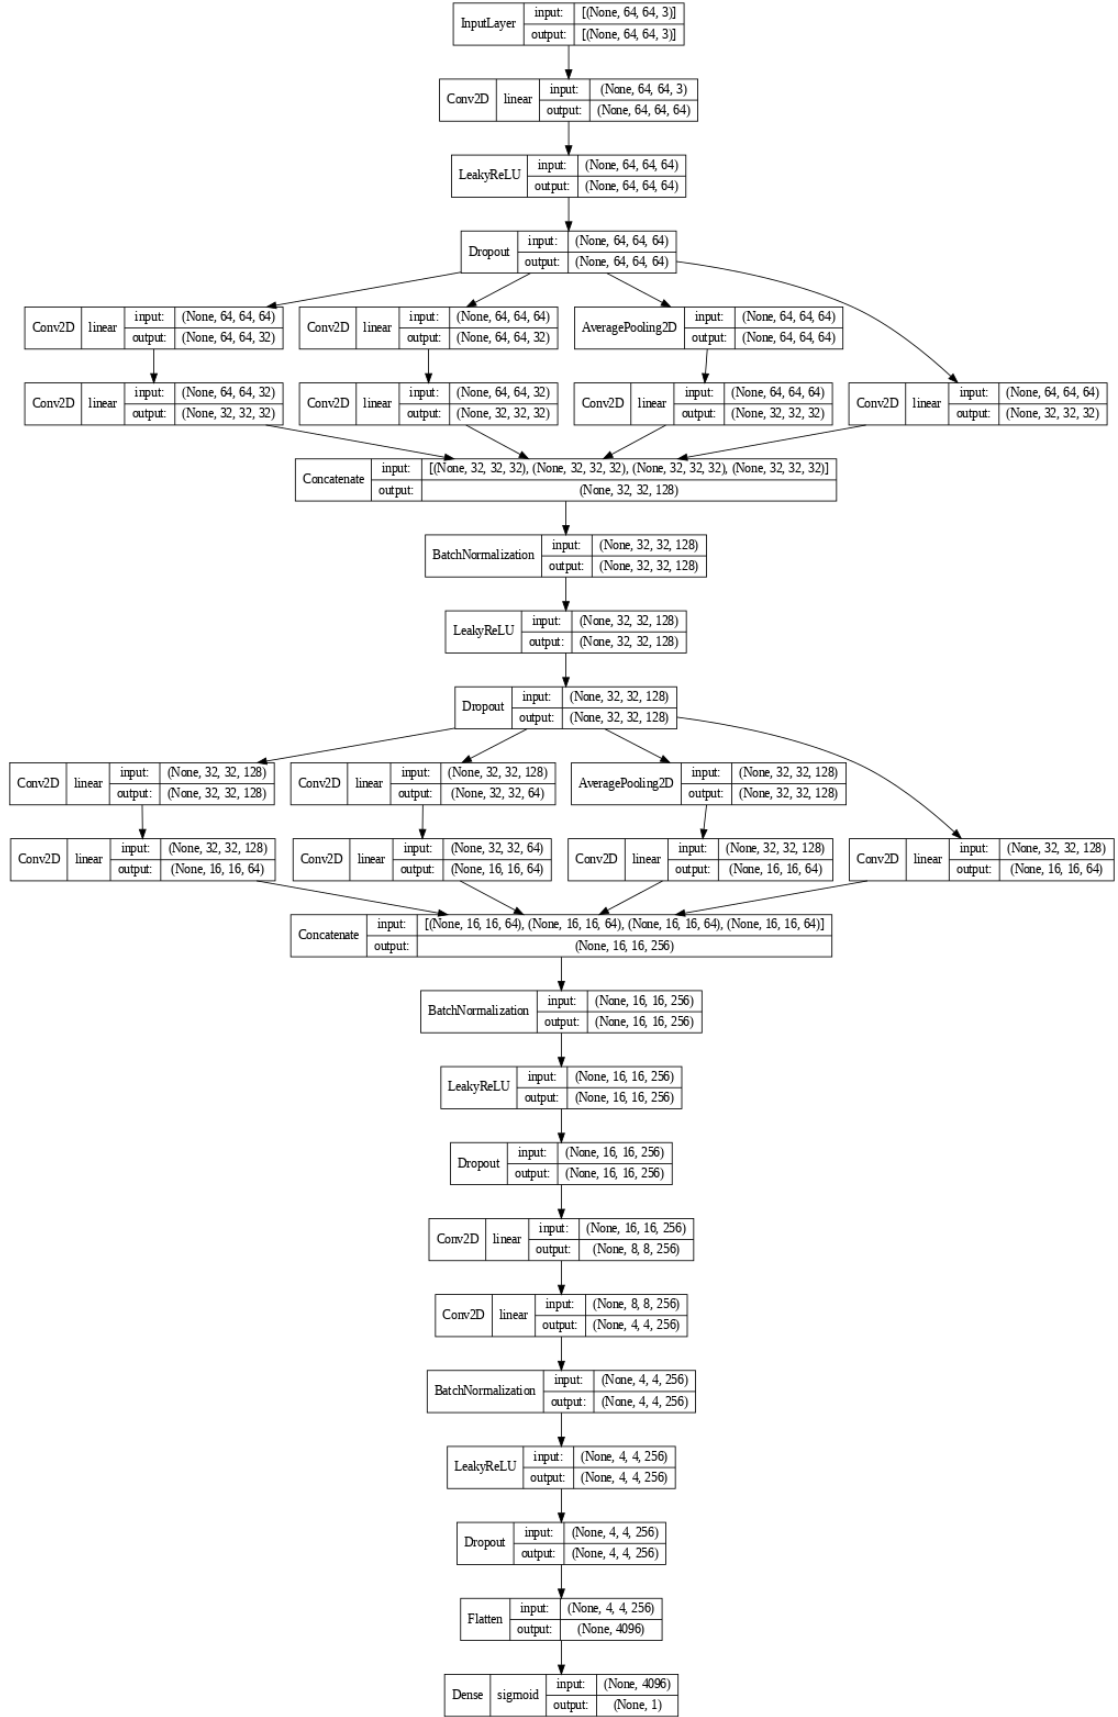 InputLayer input: [(None, 64, 64, 3)]
output: [(None, 64, 64, 3)]
Conv2D linear input: (None, 64, 64, 3)
output: (None, 64, 64, 64)
LeakyReLU input: (None, 64, 64, 64)
output: (None, 64, 64, 64)
Dropout input: (None, 64, 64, 64)
output: (None, 64, 64, 64)
Conv2D linear input: (None, 64, 64, 64)
output: (None, 64, 64, 32)
Conv2D linear input: (None, 64, 64, 64)
output: (None, 64, 64, 32)
AveragePooling2D input: (None, 64, 64, 64)
output: (None, 64, 64, 64)
Conv2D linear input: (None, 64, 64, 32)
output: (None, 32, 32, 32)
Conv2D linear input: (None, 64, 64, 32)
output: (None, 32, 32, 32)
Conv2D linear input: (None, 64, 64, 64)
output: (None, 32, 32, 32)
Conv2D linear input: (None, 64, 64, 64)
output: (None, 32, 32, 32)
Concatenate input: [(None, 32, 32, 32), (None, 32, 32, 32), (None, 32, 32, 32), (None, 32, 32, 32)]
output: (None, 32, 32, 128)
BatchNormalization input: (None, 32, 32, 128)
output: (None, 32, 32, 128)
LeakyReLU input: (None, 32, 32, 128)
output: (None, 32, 32, 128)
Dropout input: (None, 32, 32, 128)
output: (None, 32, 32, 128)
Conv2D linear input: (None, 32, 32, 128)
output: (None, 32, 32, 128)
Conv2D linear input: (None, 32, 32, 128)
output: (None, 32, 32, 64)
AveragePooling2D input: (None, 32, 32, 128)
output: (None, 32, 32, 128)
Conv2D linear input: (None, 32, 32, 128)
output: (None, 16, 16, 64)
Conv2D linear input: (None, 32, 32, 64)
output: (None, 16, 16, 64)
Conv2D linear input: (None, 32, 32, 128)
output: (None, 16, 16, 64)
Conv2D linear input: (None, 32, 32, 128)
output: (None, 16, 16, 64)
Concatenate input: [(None, 16, 16, 64), (None, 16, 16, 64), (None, 16, 16, 64), (None, 16, 16, 64)]
output: (None, 16, 16, 256)
BatchNormalization input: (None, 16, 16, 256)
output: (None, 16, 16, 256)
LeakyReLU input: (None, 16, 16, 256)
output: (None, 16, 16, 256)
Dropout input: (None, 16, 16, 256)
output: (None, 16, 16, 256)
Conv2D linear input: (None, 16, 16, 256)
output: (None, 8, 8, 256)
Conv2D linear input: (None, 8, 8, 256)
output: (None, 4, 4, 256)
BatchNormalization input: (None, 4, 4, 256)
output: (None, 4, 4, 256)
LeakyReLU input: (None, 4, 4, 256)
output: (None, 4, 4, 256)
Dropout input: (None, 4, 4, 256)
output: (None, 4, 4, 256)
Flatten input: (None, 4, 4, 256)
output: (None, 4096)
Dense sigmoid input: (None, 4096)
output: (None, 1)